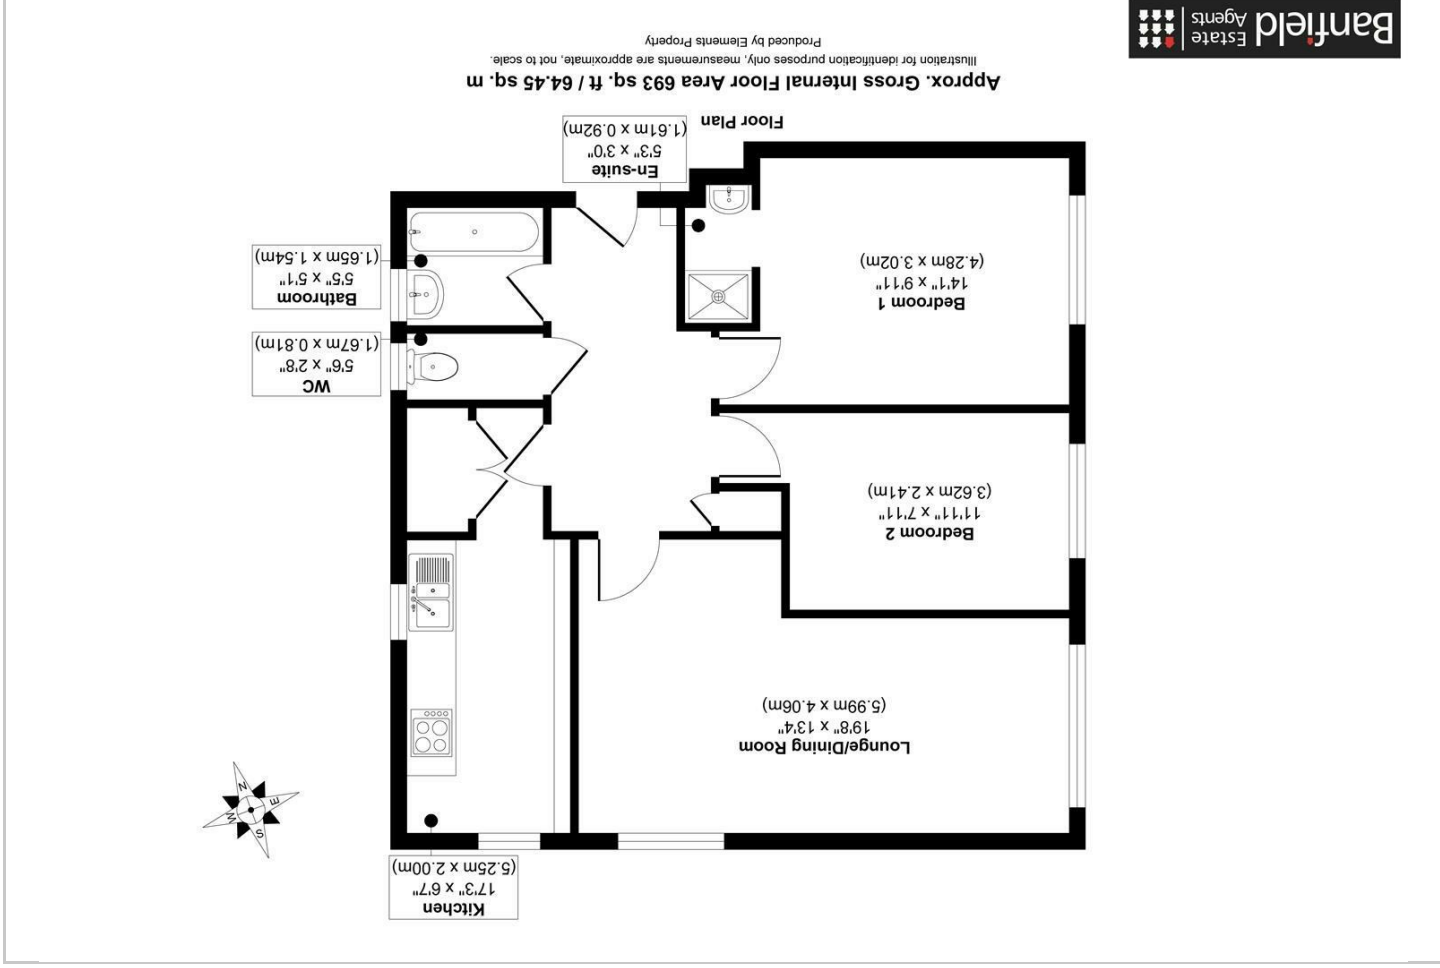 Kitchen
17'3" x 6'7"
(5.25m x 2.00m)
Lounge/Dining Room
19'8" x 13'4"
(5.99m x 4.06m)
Bedroom 2
11'11" x 7'11"
(3.62m x 2.41m)
WC
5'6" x 2'8"
(1.67m x 0.81m)
Bathroom
5'5" x 5'1"
(1.65m x 1.54m)
Bedroom 1
14'1" x 9'11"
(4.28m x 3.02m)
En-suite
5'3" x 3'0"
(1.61m x 0.92m)
Floor Plan
Approx. Gross Internal Floor Area 693 sq. ft / 64.45 sq. m
Illustration for identification purposes only, measurements are approximate, not to scale.
Produced by Elements Property
Banfield
Estate
Agents
N
E
S
W